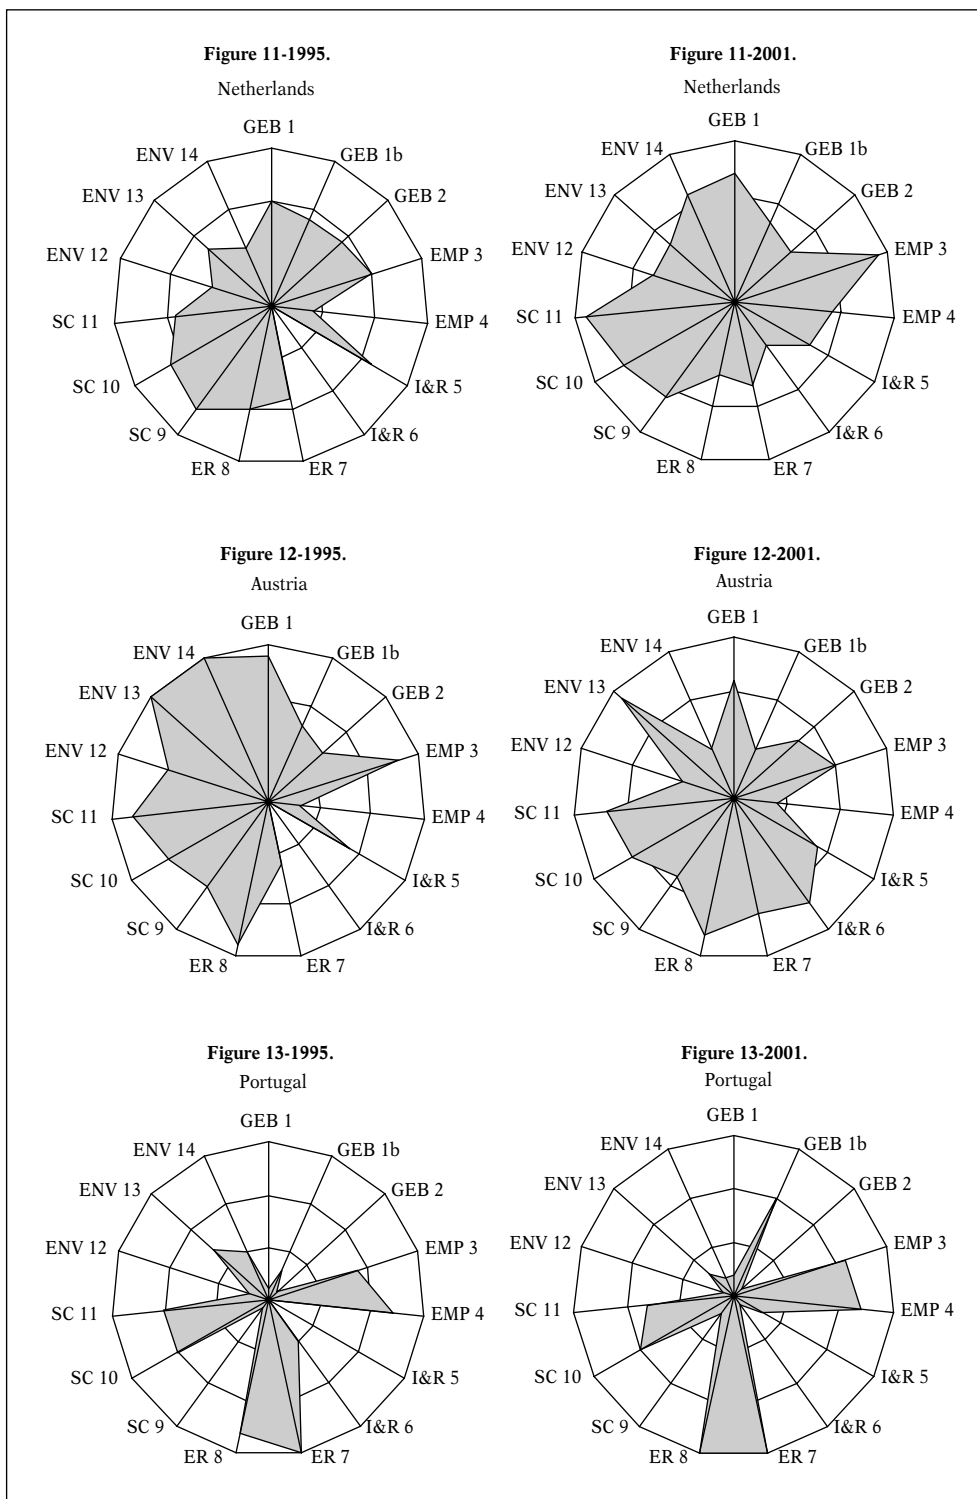 Figure 11-1995.
Netherlands
GEB 1
GEB 1b
GEB 2
EMP 3
EMP 4
I&R 5
I&R 6
ER 7
ER 8
SC 9
SC 10
SC 11
ENV 12
ENV 13
ENV 14
Figure 11-2001.
Netherlands
GEB 1
GEB 1b
GEB 2
EMP 3
EMP 4
I&R 5
I&R 6
ER 7
ER 8
SC 9
SC 10
SC 11
ENV 12
ENV 13
ENV 14
Figure 12-1995.
Austria
GEB 1
GEB 1b
GEB 2
EMP 3
EMP 4
I&R 5
I&R 6
ER 7
ER 8
SC 9
SC 10
SC 11
ENV 12
ENV 13
ENV 14
Figure 12-2001.
Austria
GEB 1
GEB 1b
GEB 2
EMP 3
EMP 4
I&R 5
I&R 6
ER 7
ER 8
SC 9
SC 10
SC 11
ENV 12
ENV 13
ENV 14
Figure 13-1995.
Portugal
GEB 1
GEB 1b
GEB 2
EMP 3
EMP 4
I&R 5
I&R 6
ER 7
ER 8
SC 9
SC 10
SC 11
ENV 12
ENV 13
ENV 14
Figure 13-2001.
Portugal
GEB 1
GEB 1b
GEB 2
EMP 3
EMP 4
I&R 5
I&R 6
ER 7
ER 8
SC 9
SC 10
SC 11
ENV 12
ENV 13
ENV 14